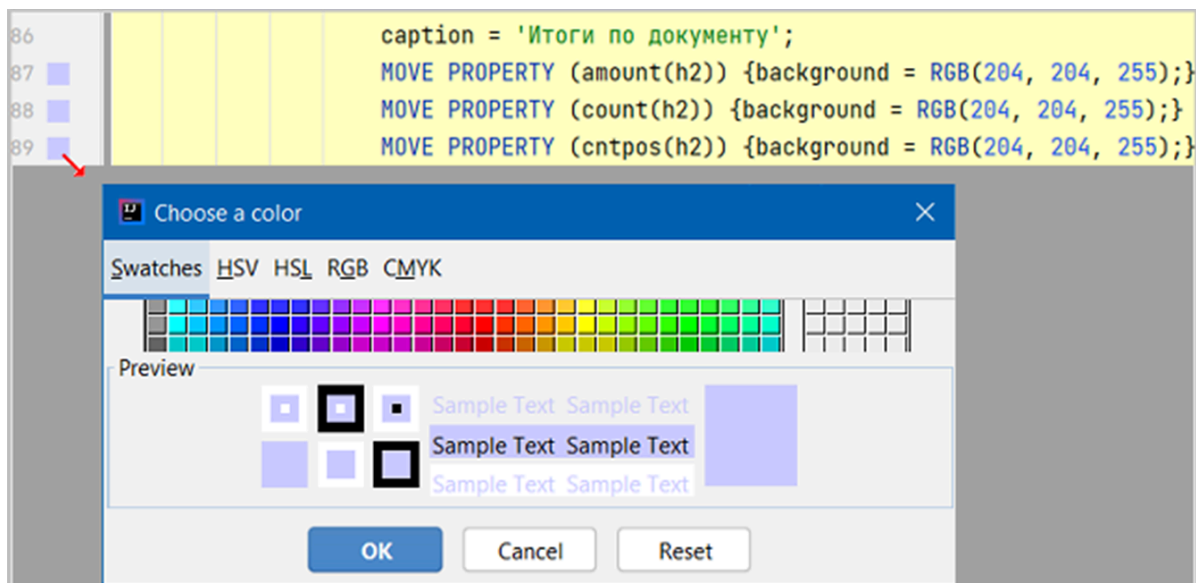 86 caption = 'Итоги по документу';
87 MOVE PROPERTY (amount(h2)) {background = RGB(204, 204, 255);}
88 MOVE PROPERTY (count(h2)) {background = RGB(204, 204, 255);}
89 MOVE PROPERTY (cntpos(h2)) {background = RGB(204, 204, 255);}
IJ Choose a color
Swatches HSV HSL RGB CMYK
Preview
Sample Text Sample Text
Sample Text Sample Text
Sample Text Sample Text
OK Cancel Reset